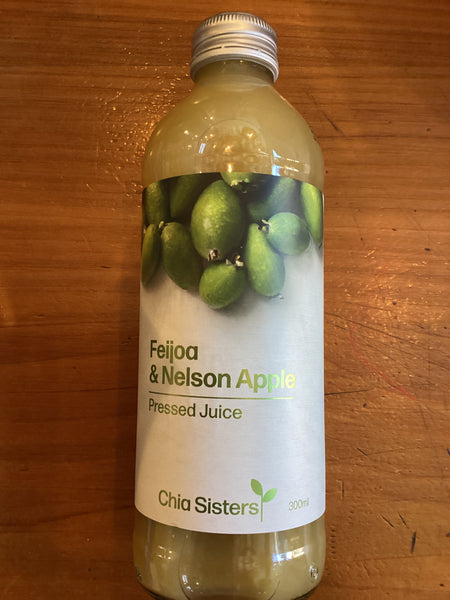 Feijoa
& Nelson Apple
Pressed Juice
Chia Sisters
300ml